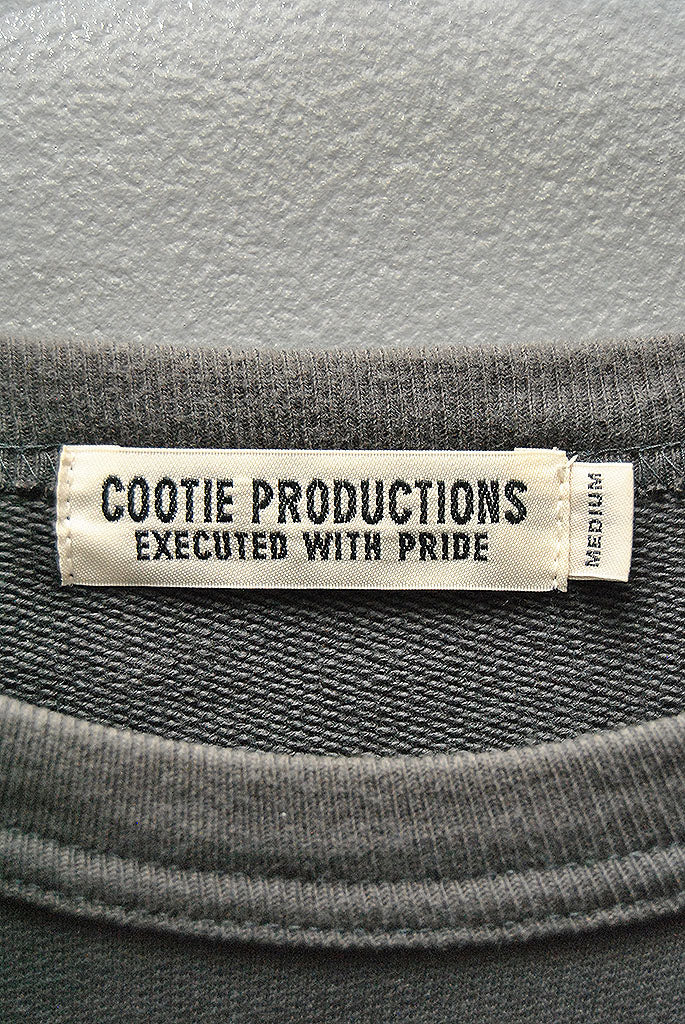 COOTIE PRODUCTIONS
EXECUTED WITH PRIDE
MEDIUM